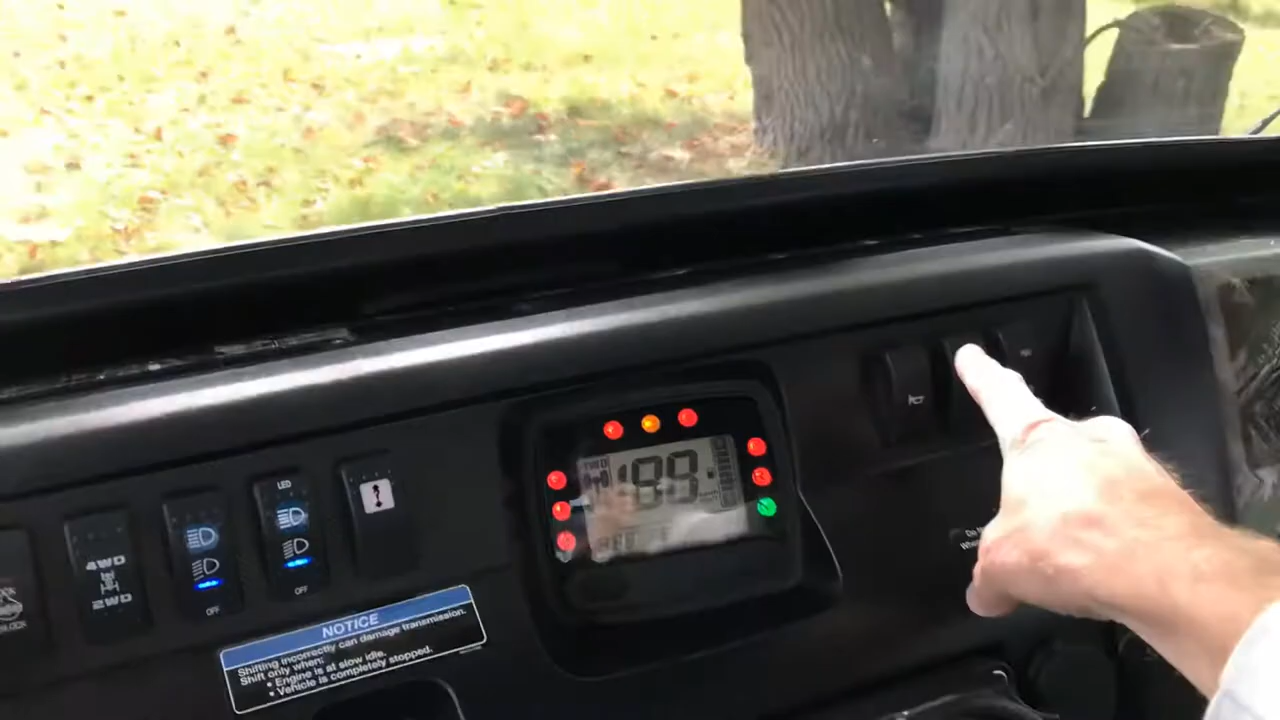 LED
4WD
2WD
OFF
OFF
NOTICE
Shifting incorrectly can damage transmission.
Shift only when:
• Engine is at slow idle.
• Vehicle is completely stopped.
88